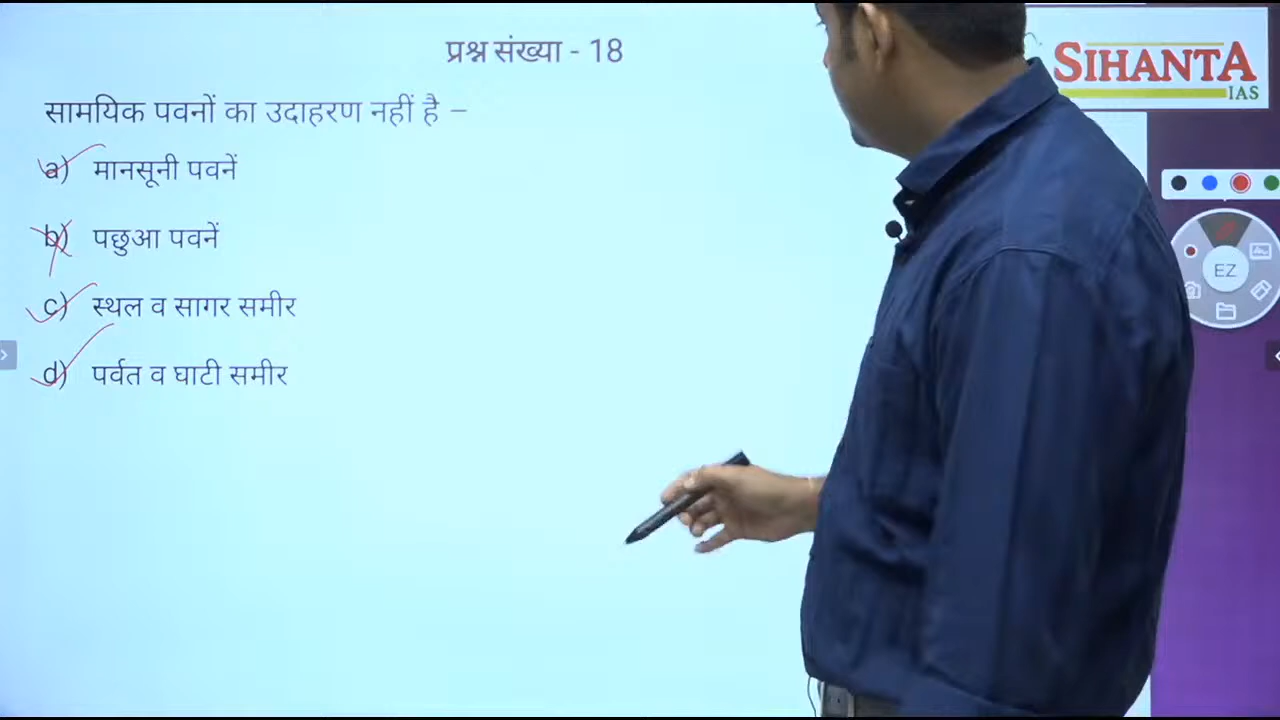 प्रश्न संख्या - 18
SIHANTA
IAS
सामयिक पवनों का उदाहरण नहीं है –
a) मानसूनी पवनें
b) पछुआ पवनें
c) स्थल व सागर समीर
d) पर्वत व घाटी समीर
EZ